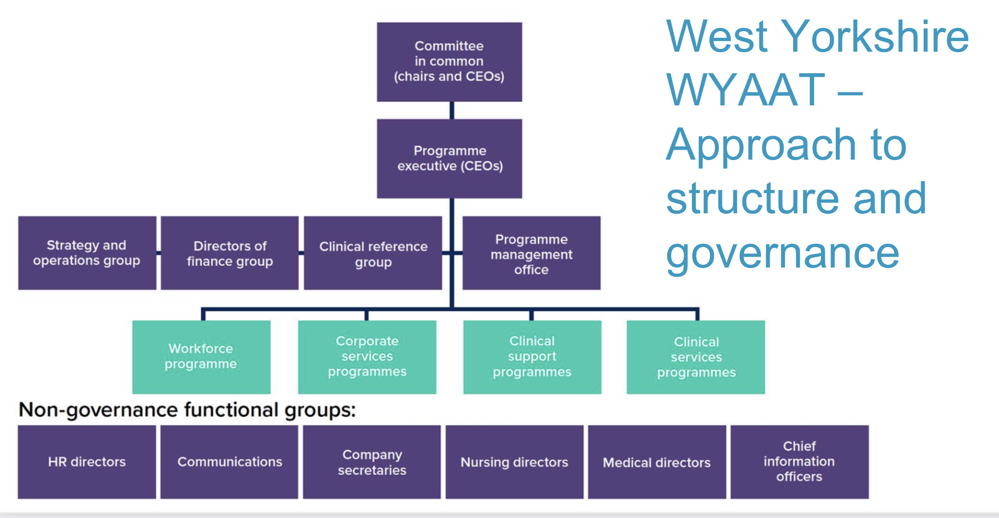 West Yorkshire
WYAAT –
Approach to
structure and
governance
Committee
in common
(chairs and CEOs)
Programme
executive (CEOs)
Strategy and
operations group
Directors of
finance group
Clinical reference
group
Programme
management
office
Workforce
programme
Corporate
services
programmes
Clinical
support
programmes
Clinical
services
programmes
Non-governance functional groups:
HR directors
Communications
Company
secretaries
Nursing directors
Medical directors
Chief
information
officers